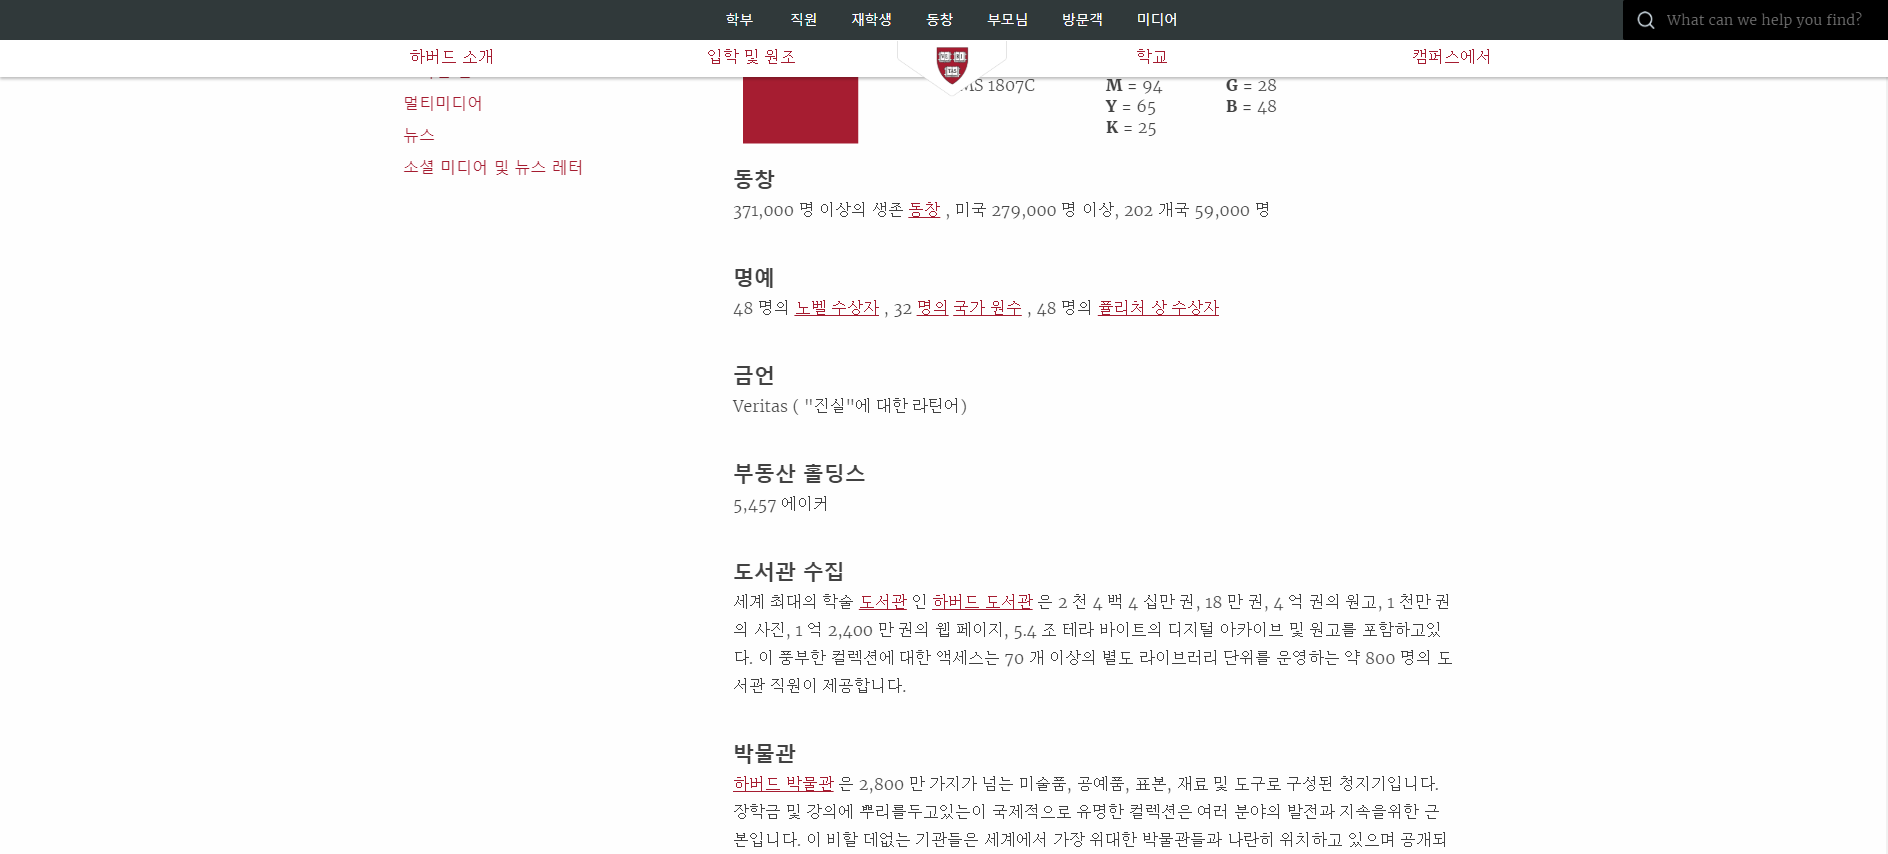 학부 직원 재학생 동창 부모님 방문객 미디어 What can we help you find?
하버드 소개 입학 및 원조 학교 캠퍼스에서
VE RI TAS
멀티미디어
뉴스
소셜 미디어 및 뉴스 레터
MS 1807C M = 94 G = 28
Y = 65 B = 48
K = 25
동창
371,000 명 이상의 생존 동창 , 미국 279,000 명 이상, 202 개국 59,000 명
명예
48 명의 노벨 수상자 , 32 명의 국가 원수 , 48 명의 퓰리처 상 수상자
금언
Veritas ( "진실"에 대한 라틴어)
부동산 홀딩스
5,457 에이커
도서관 수집
세계 최대의 학술 도서관 인 하버드 도서관 은 2 천 4 백 4 십만 권, 18 만 권, 4 억 권의 원고, 1 천만 권
의 사진, 1 억 2,400 만 권의 웹 페이지, 5.4 조 테라 바이트의 디지털 아카이브 및 원고를 포함하고있
다. 이 풍부한 컬렉션에 대한 액세스는 70 개 이상의 별도 라이브러리 단위를 운영하는 약 800 명의 도
서관 직원이 제공합니다.
박물관
하버드 박물관 은 2,800 만 가지가 넘는 미술품, 공예품, 표본, 재료 및 도구로 구성된 청지기입니다.
장학금 및 강의에 뿌리를두고있는이 국제적으로 유명한 컬렉션은 여러 분야의 발전과 지속을위한 근
본입니다. 이 비할 데없는 기관들은 세계에서 가장 위대한 박물관들과 나란히 위치하고 있으며 공개되